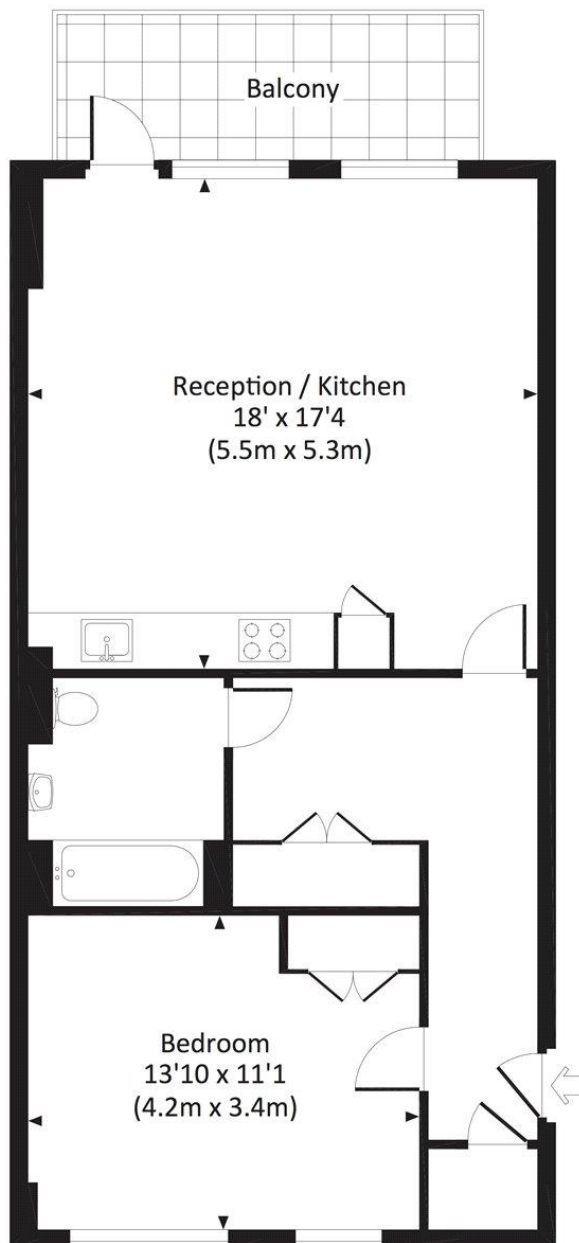 Balcony
Reception / Kitchen
18' x 17'4
(5.5m x 5.3m)
Bedroom
13'10 x 11'1
(4.2m x 3.4m)